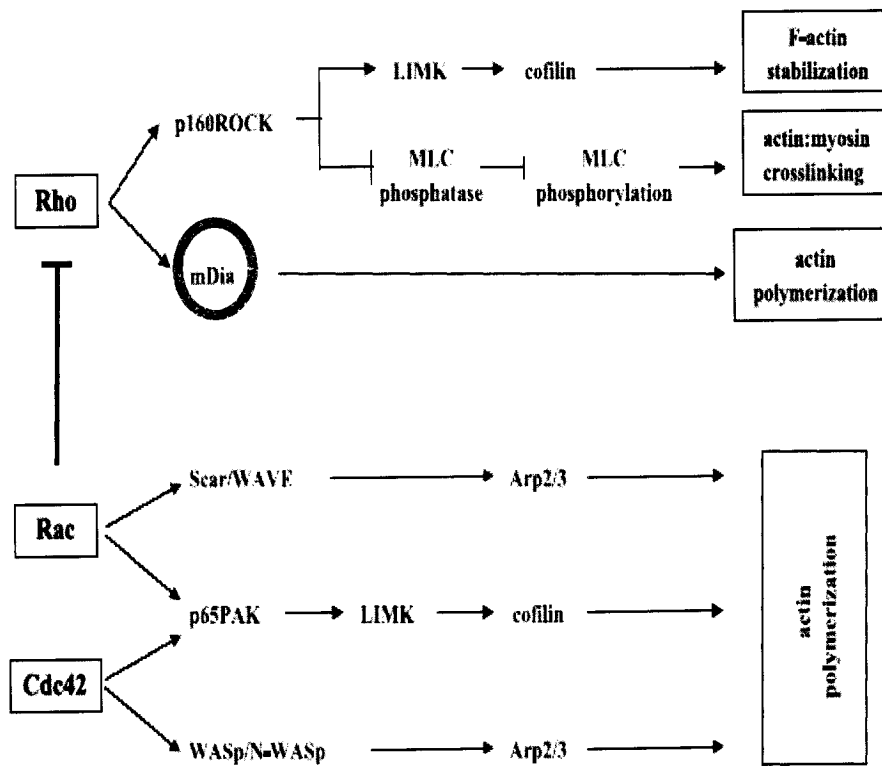 F-actin
stabilization
LIMK
cofilin
p160ROCK
actin:myosin
crosslinking
MLC
phosphatase
MLC
phosphorylation
Rho
mDia
actin
polymerization
Scar/WAVE
Arp2/3
Rac
actin
polymerization
p65PAK
LIMK
cofilin
Cdc42
WASp/N-WASp
Arp2/3